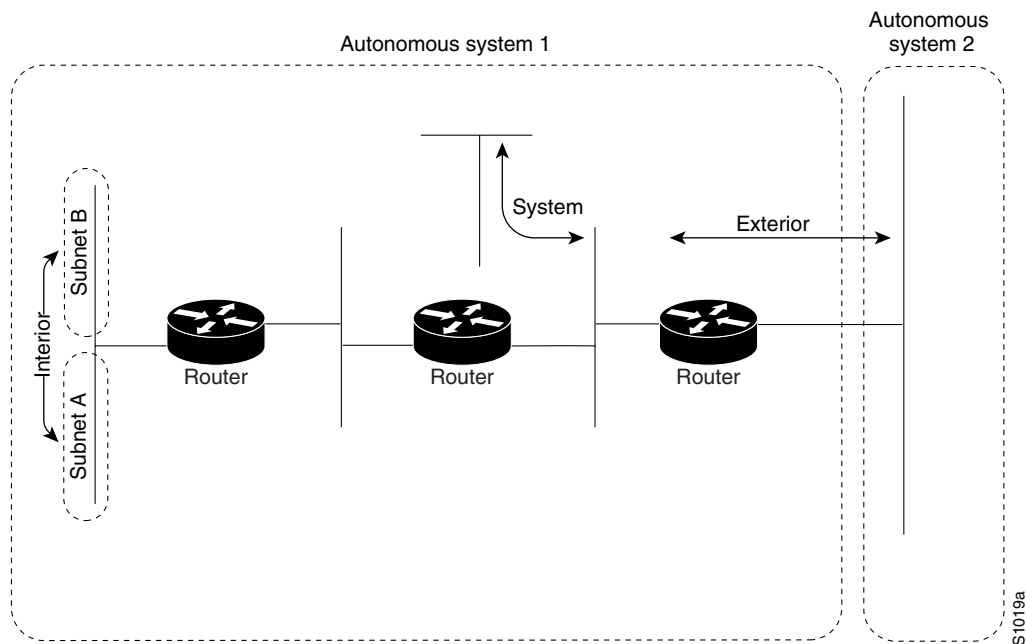 Autonomous system 1
Autonomous
system 2
System
Exterior
Subnet B
Interior
Subnet A
Router
Router
Router
S1019a